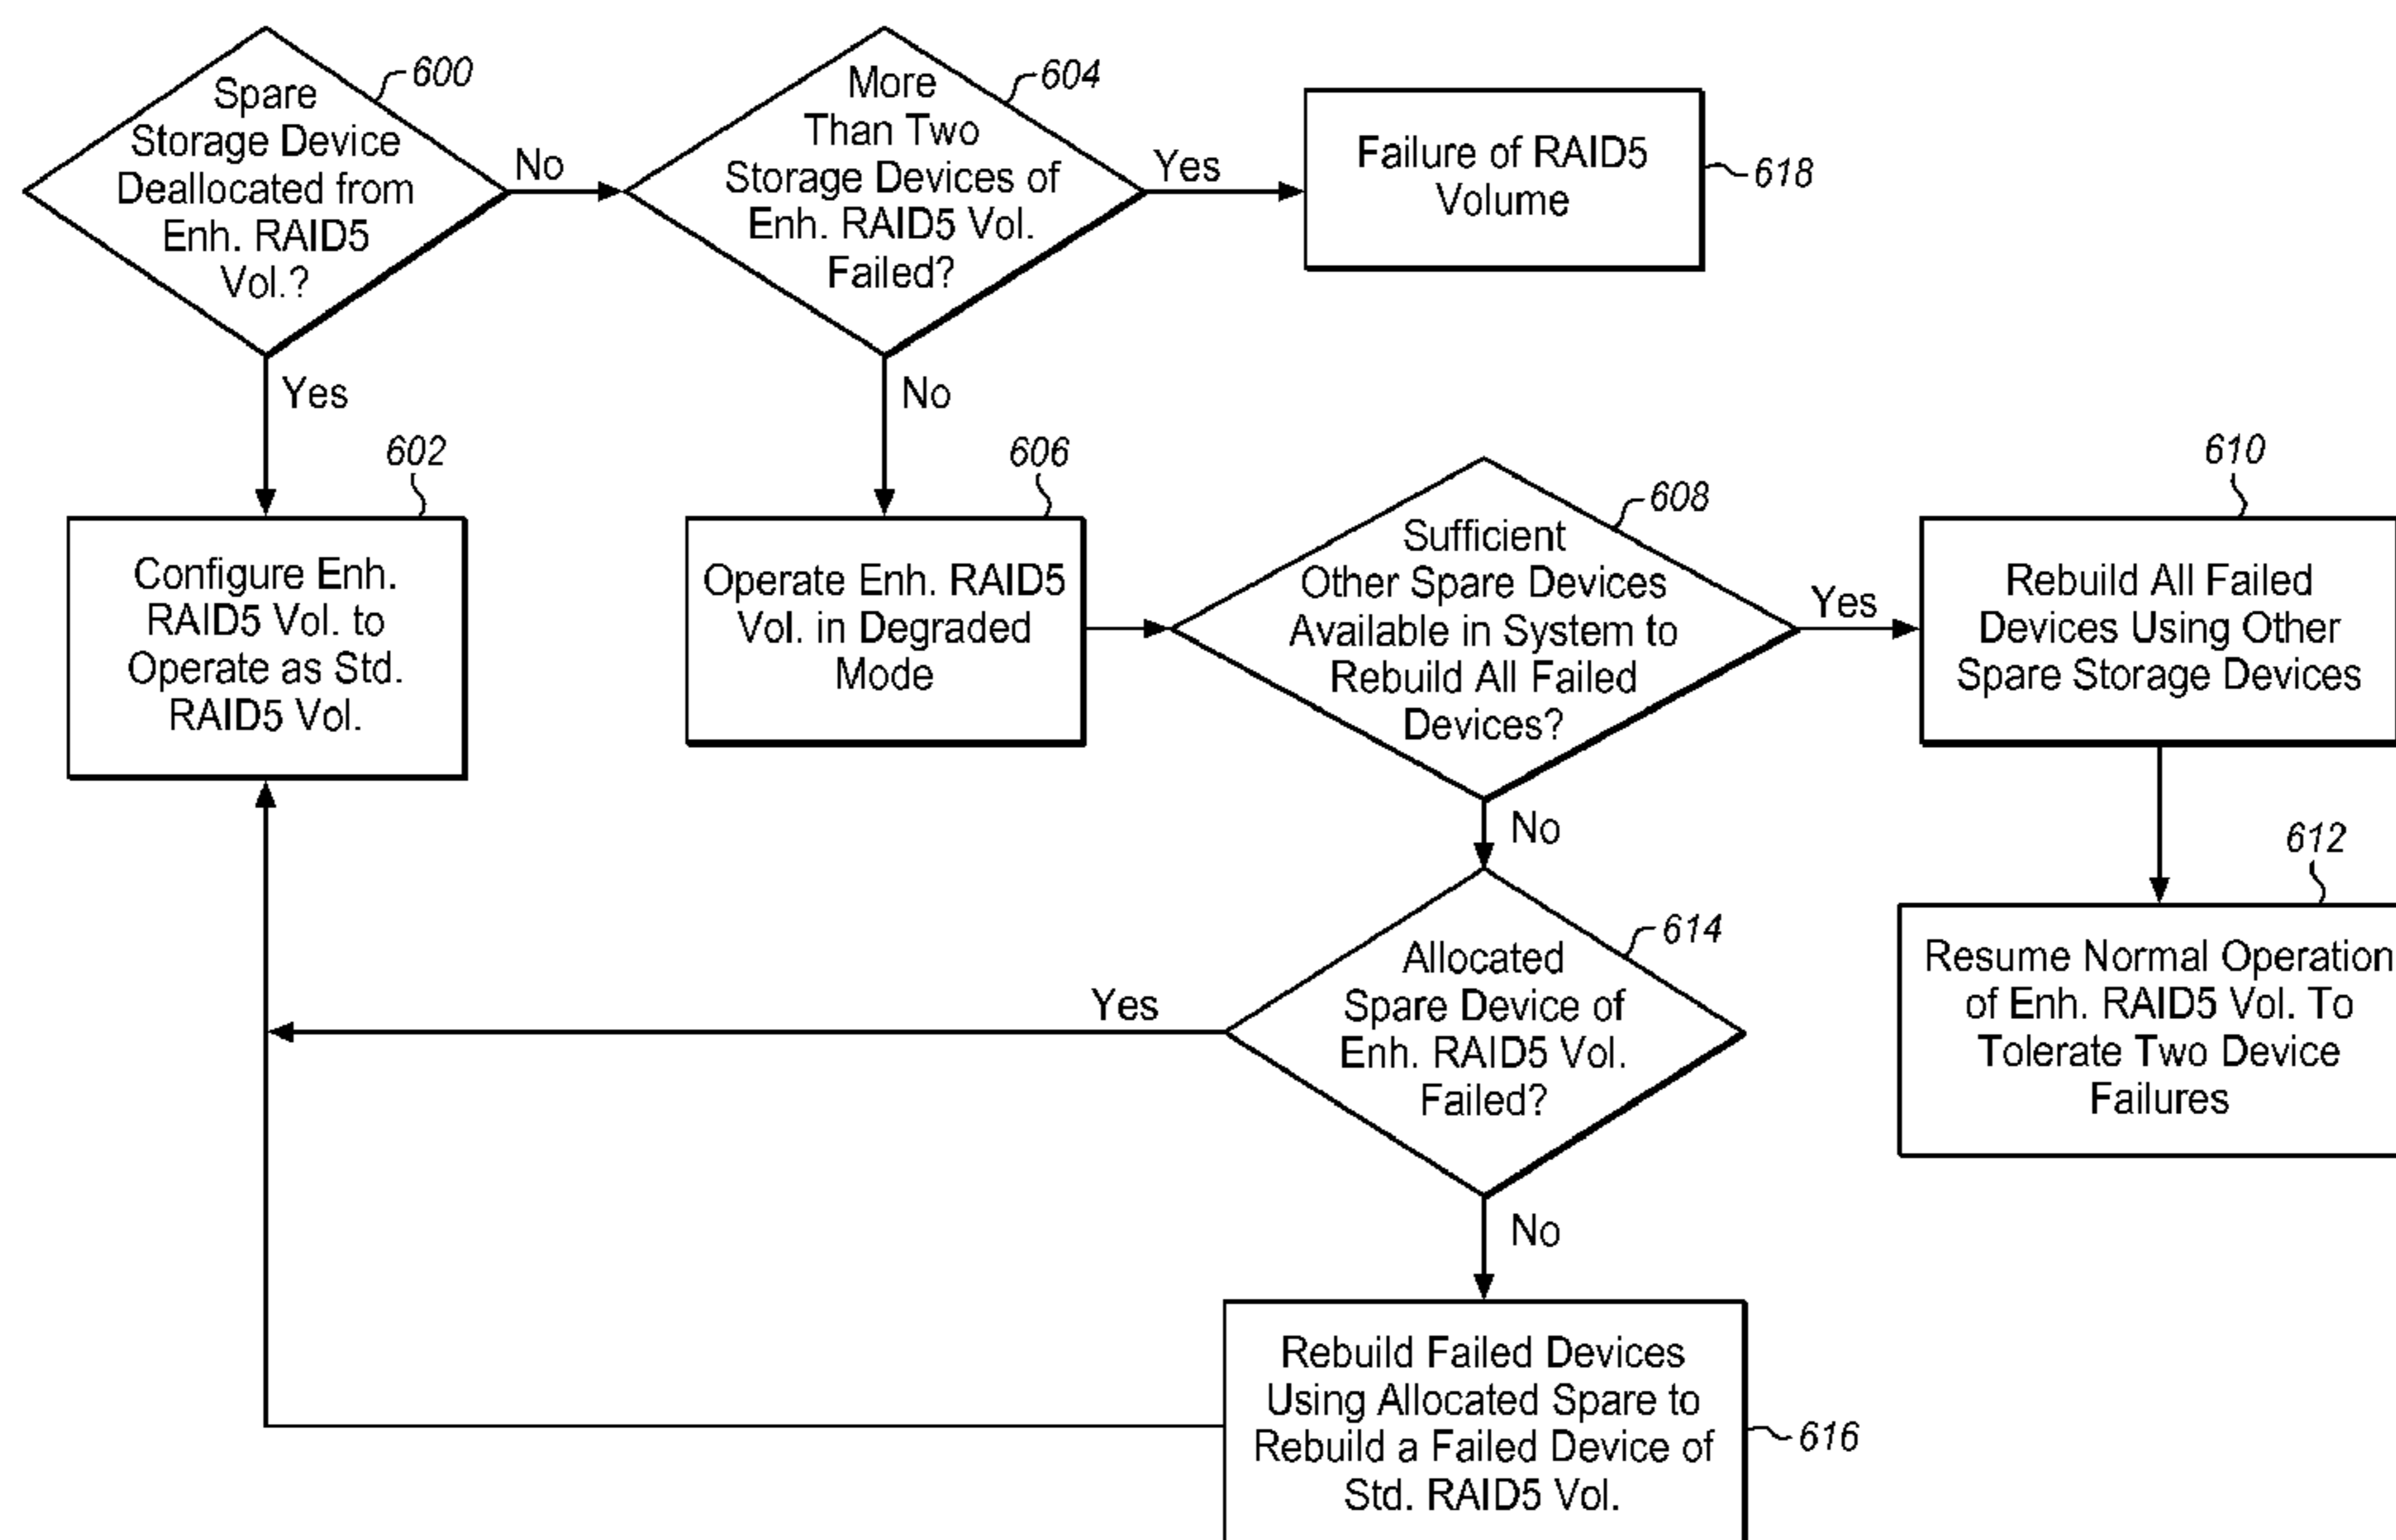 600
Spare
Storage Device
Deallocated from
Enh. RAID5
Vol.?
No
Yes
604
More
Than Two
Storage Devices of
Enh. RAID5 Vol.
Failed?
Yes
No
Failure of RAID5
Volume
618
602
Configure Enh.
RAID5 Vol. to
Operate as Std.
RAID5 Vol.
606
Operate Enh. RAID5
Vol. in Degraded
Mode
608
Sufficient
Other Spare Devices
Available in System to
Rebuild All Failed
Devices?
Yes
No
610
Rebuild All Failed
Devices Using Other
Spare Storage Devices
612
Resume Normal Operation
of Enh. RAID5 Vol. To
Tolerate Two Device
Failures
614
Allocated
Spare Device of
Enh. RAID5 Vol.
Failed?
Yes
No
Rebuild Failed Devices
Using Allocated Spare to
Rebuild a Failed Device of
Std. RAID5 Vol.
616